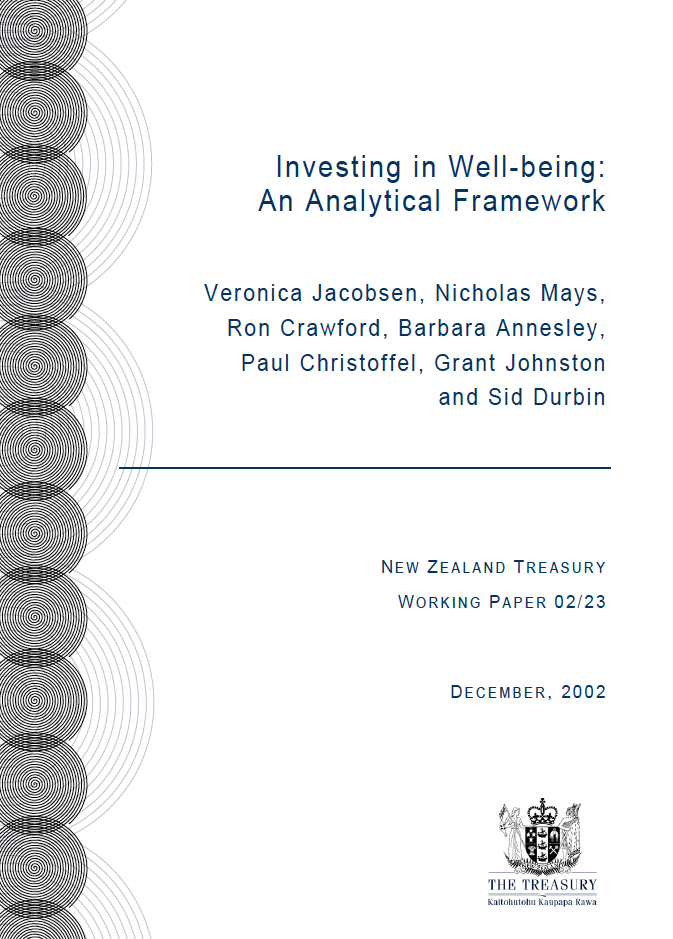 Investing in Well-being:
An Analytical Framework
Veronica Jacobsen, Nicholas Mays,
Ron Crawford, Barbara Annesley,
Paul Christoffel, Grant Johnston
and Sid Durbin
NEW ZEALAND TREASURY
WORKING PAPER 02/23
DECEMBER, 2002
THE TREASURY
Kaitohutohu Kaupapa Rawa